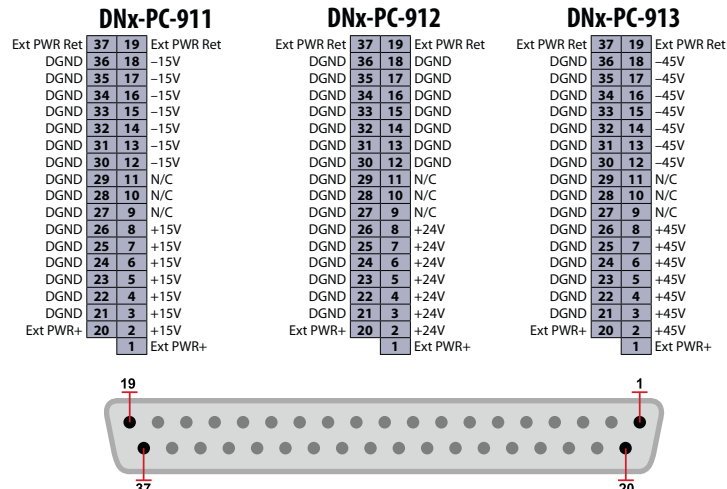 DNx-PC-911
Ext PWR Ret 37 19 Ext PWR Ret
DGND 36 18 –15V
DGND 35 17 –15V
DGND 34 16 –15V
DGND 33 15 –15V
DGND 32 14 –15V
DGND 31 13 –15V
DGND 30 12 –15V
DGND 29 11 N/C
DGND 28 10 N/C
DGND 27 9 N/C
DGND 26 8 +15V
DGND 25 7 +15V
DGND 24 6 +15V
DGND 23 5 +15V
DGND 22 4 +15V
DGND 21 3 +15V
Ext PWR+ 20 2 +15V
1 Ext PWR+
DNx-PC-912
Ext PWR Ret 37 19 Ext PWR Ret
DGND 36 18 DGND
DGND 35 17 DGND
DGND 34 16 DGND
DGND 33 15 DGND
DGND 32 14 DGND
DGND 31 13 DGND
DGND 30 12 DGND
DGND 29 11 N/C
DGND 28 10 N/C
DGND 27 9 N/C
DGND 26 8 +24V
DGND 25 7 +24V
DGND 24 6 +24V
DGND 23 5 +24V
DGND 22 4 +24V
DGND 21 3 +24V
Ext PWR+ 20 2 +24V
1 Ext PWR+
DNx-PC-913
Ext PWR Ret 37 19 Ext PWR Ret
DGND 36 18 –45V
DGND 35 17 –45V
DGND 34 16 –45V
DGND 33 15 –45V
DGND 32 14 –45V
DGND 31 13 –45V
DGND 30 12 –45V
DGND 29 11 N/C
DGND 28 10 N/C
DGND 27 9 N/C
DGND 26 8 +45V
DGND 25 7 +45V
DGND 24 6 +45V
DGND 23 5 +45V
DGND 22 4 +45V
DGND 21 3 +45V
Ext PWR+ 20 2 +45V
1 Ext PWR+
19 1
37 20